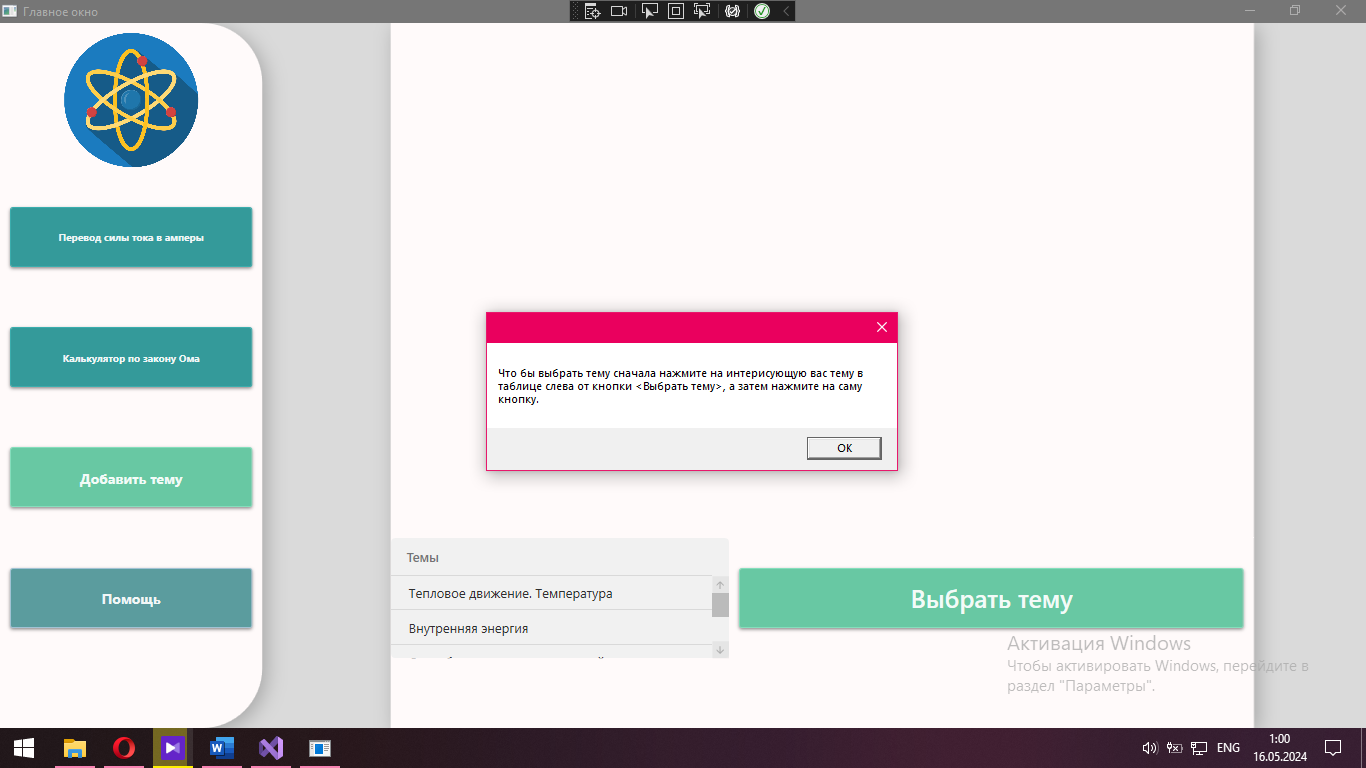 Главное окно
Перевод силы тока в амперы
Калькулятор по закону Ома
Добавить тему
Помощь
Что бы выбрать тему сначала нажмите на интерисующую вас тему в
таблице слева от кнопки <Выбрать тему>, а затем нажмите на саму
кнопку.
OK
Темы
Тепловое движение. Температура
Внутренняя энергия
Выбрать тему
Активация Windows
Чтобы активировать Windows, перейдите в
раздел "Параметры".
ENG
1:00
16.05.2024